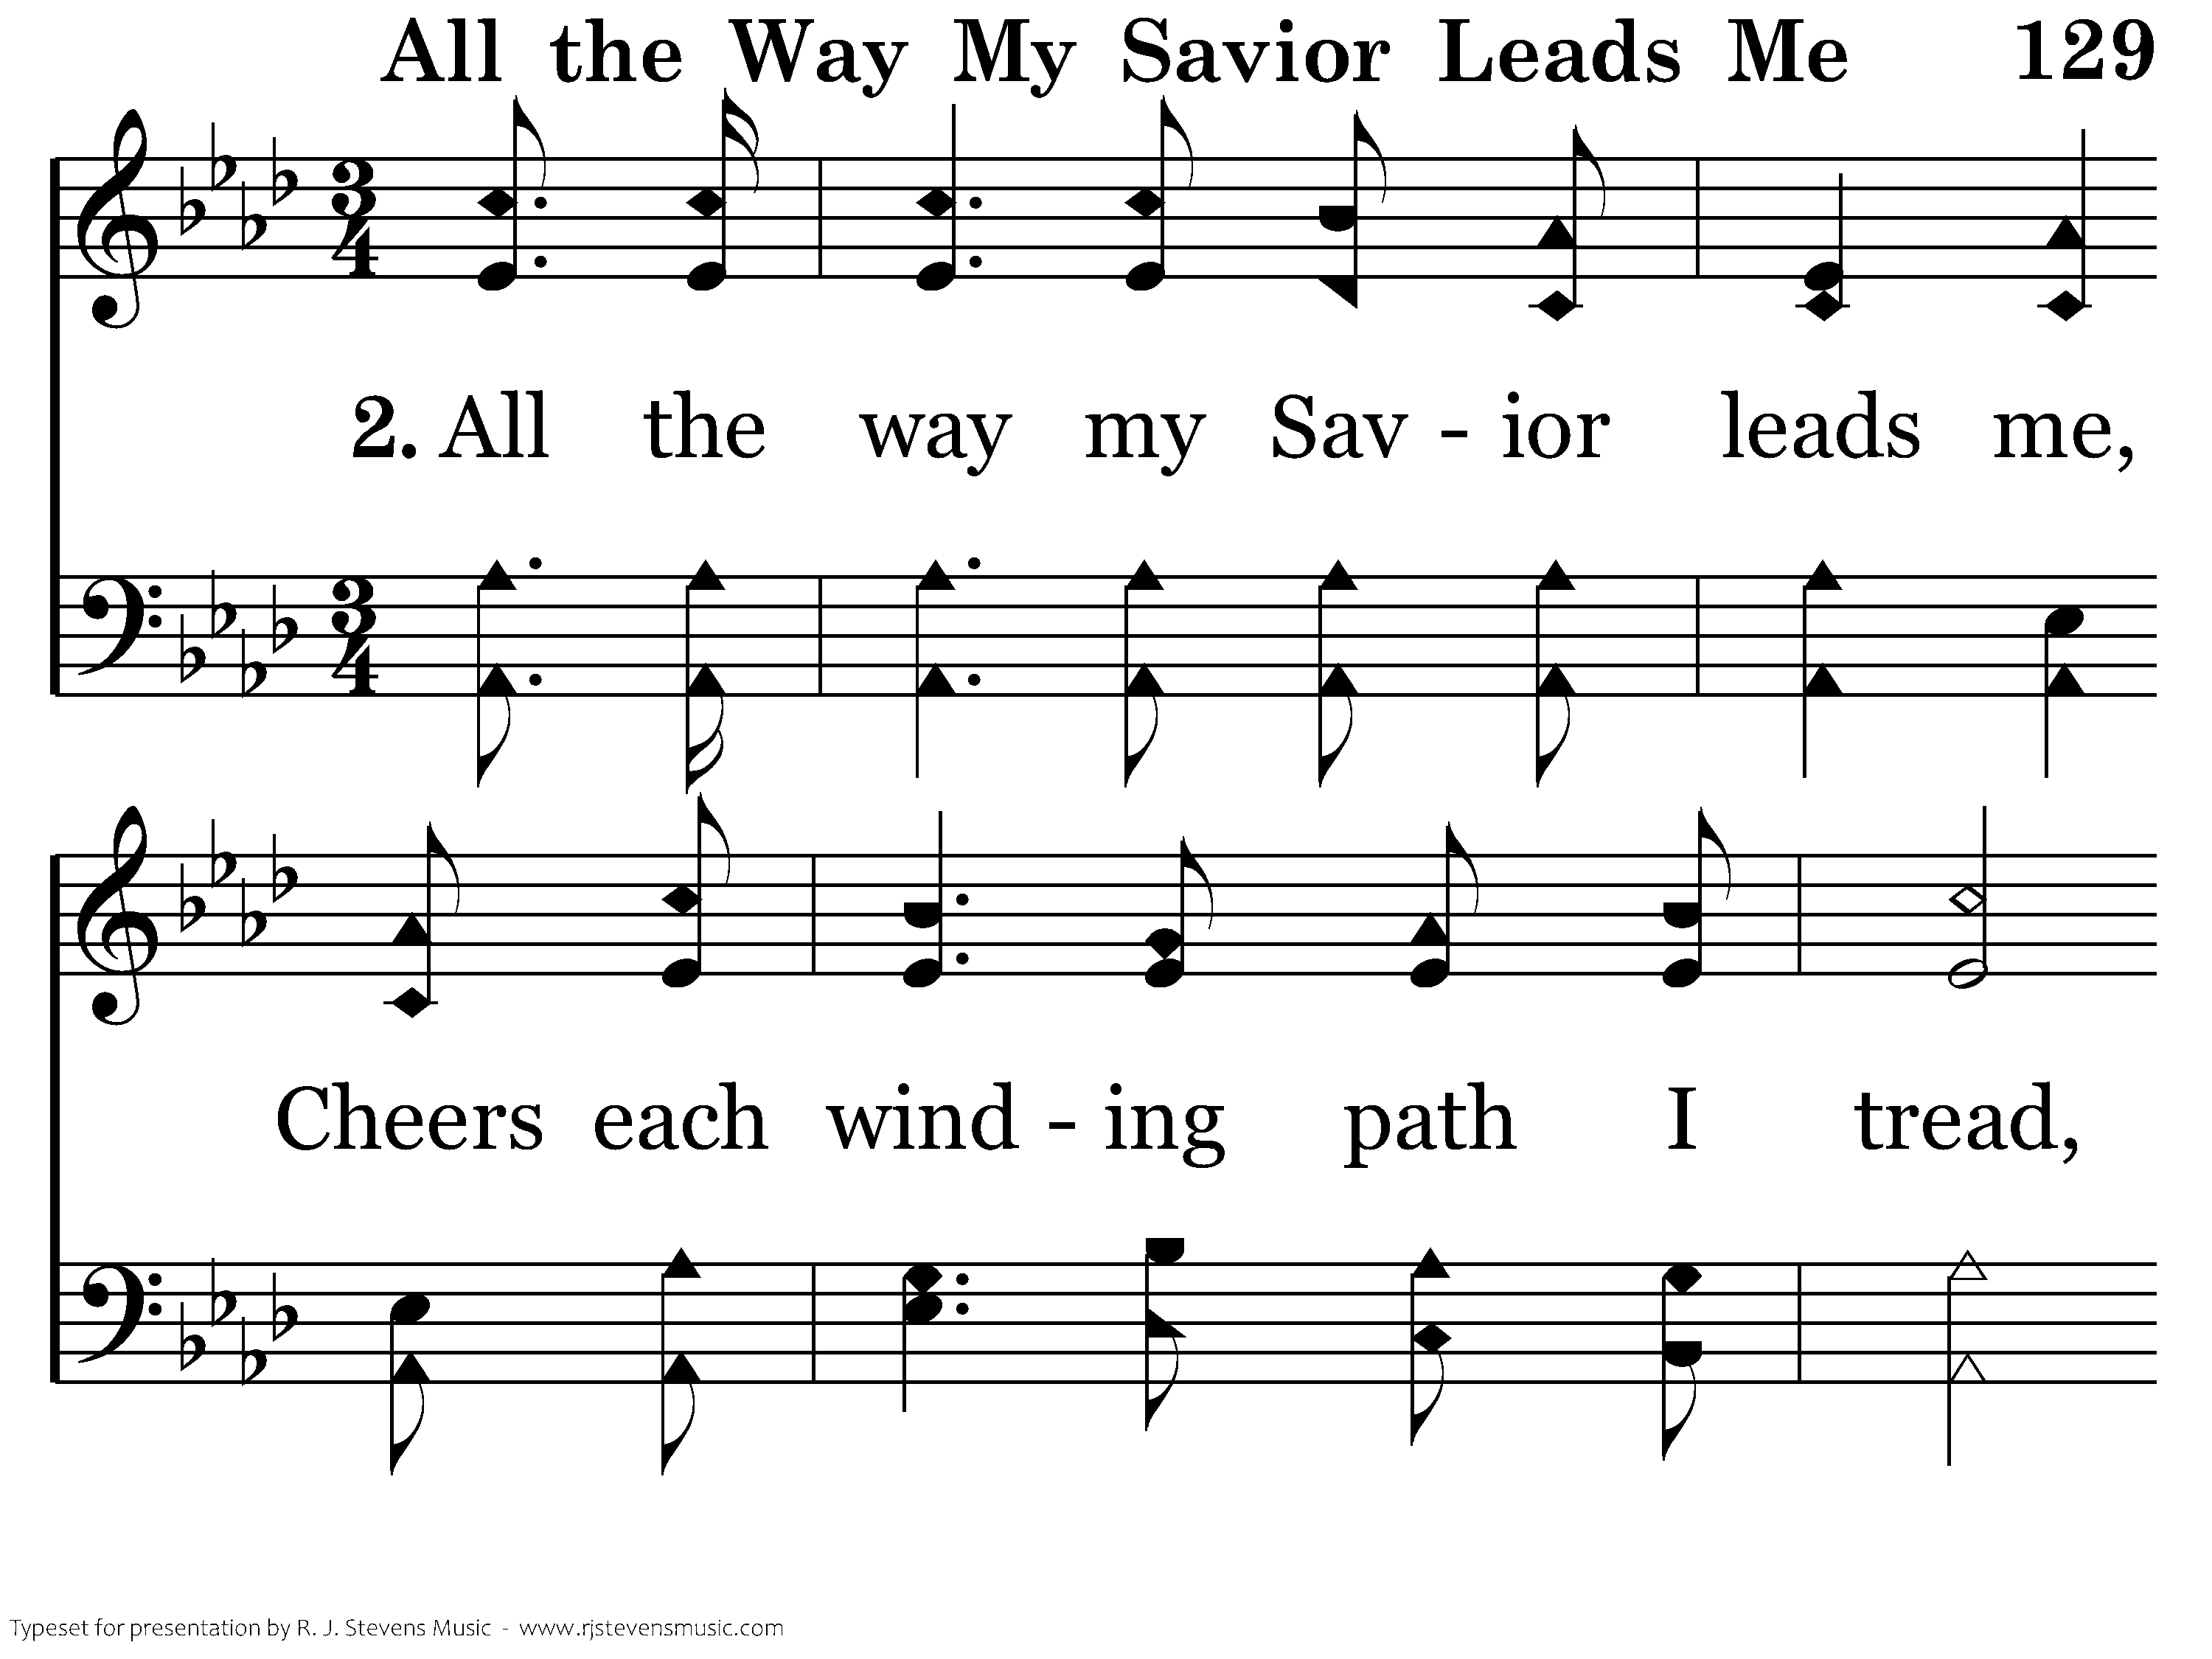 All the Way My Savior Leads Me 129
3
4
2. All the way my Sav - ior leads me,
3
4
Cheers each wind - ing path I tread,
Typeset for presentation by R. J. Stevens Music - www.rjstevensmusic.com